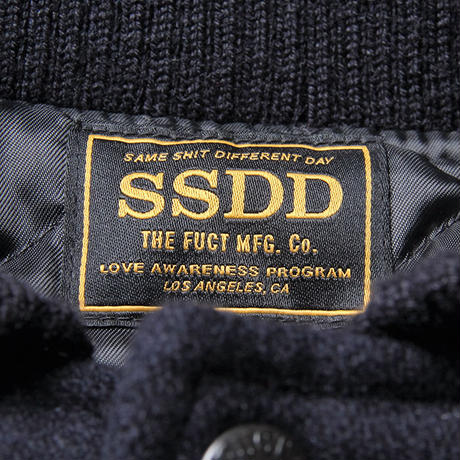 SAME SHIT DIFFERENT DAY
SSDD
THE FUCT MFG. Co.
LOVE AWARENESS PROGRAM
LOS ANGELES, CA